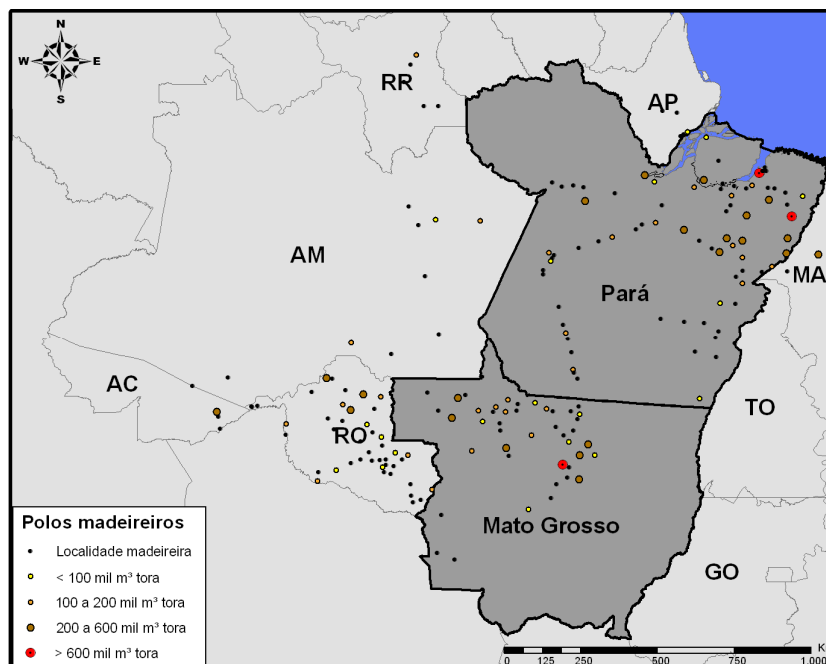 N
W E
S
RR
AP
AM
MA
Pará
AC
TO
RO
Mato Grosso
GO
Polos madeireiros
Localidade madeireira
< 100 mil m³ tora
100 a 200 mil m³ tora
200 a 600 mil m³ tora
> 600 mil m³ tora
0 125 250 500 750 1.000